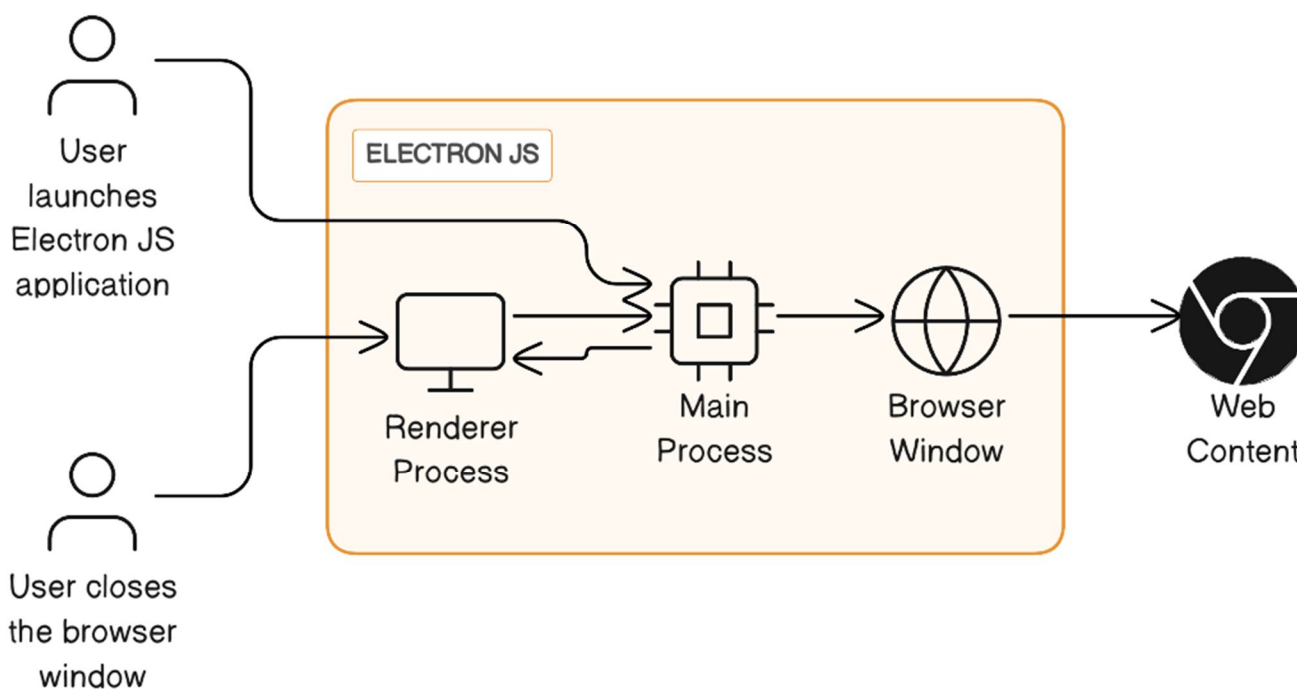 User
launches
Electron JS
application
ELECTRON JS
Renderer
Process
Main
Process
Browser
Window
Web
Content
User closes
the browser
window